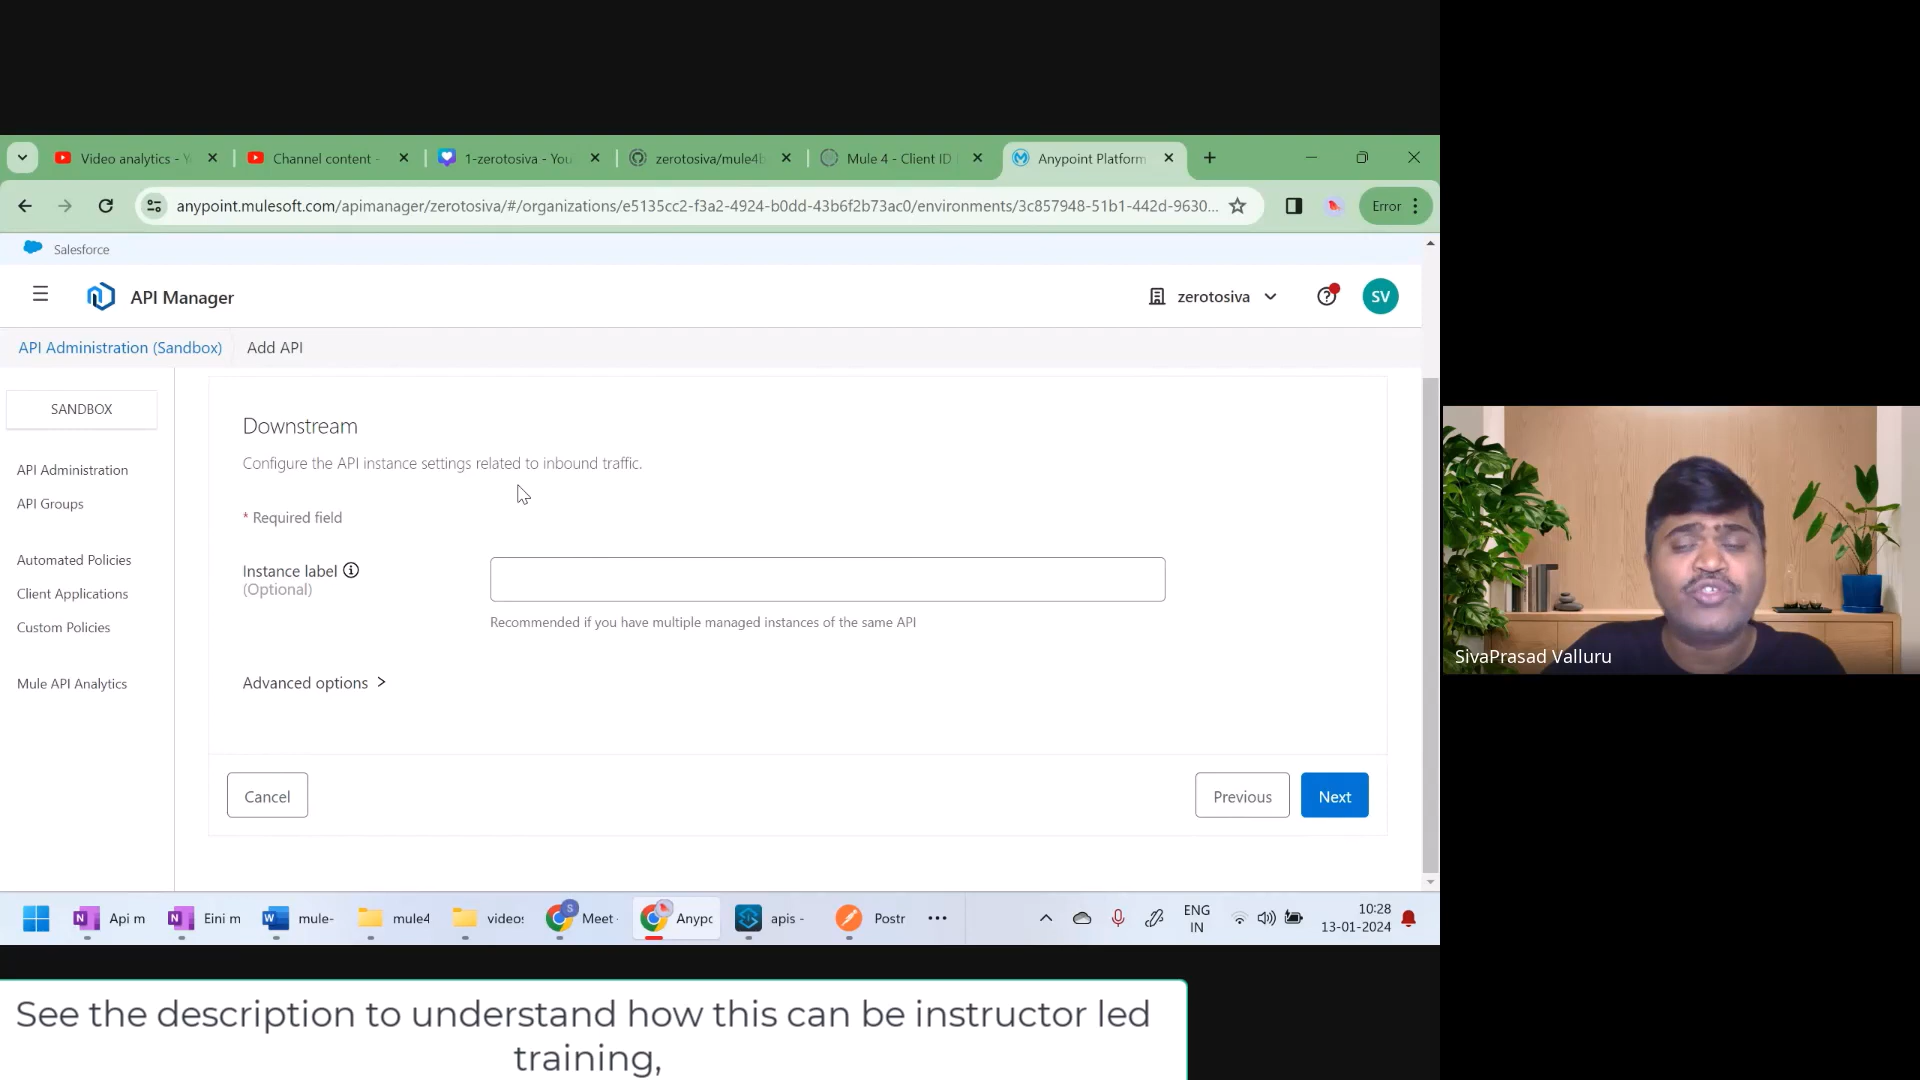 Video analytics - Y
Channel content -
1-zerotosiva - You
zerotosiva/mule4b
Mule 4 - Client ID
Anypoint Platform
anypoint.mulesoft.com/apimanager/zerotosiva/#/organizations/e5135cc2-f3a2-4924-b0dd-43b6f2b73ac0/environments/3c857948-51b1-442d-9630...
Error
Salesforce
API Manager
zerotosiva
SV
API Administration (Sandbox)
Add API
SANDBOX
API Administration
API Groups
Automated Policies
Client Applications
Custom Policies
Mule API Analytics
Downstream
Configure the API instance settings related to inbound traffic.
* Required field
Instance label
(Optional)
Recommended if you have multiple managed instances of the same API
Advanced options >
Cancel
Previous
Next
SivaPrasad Valluru
Api m
Eini m
mule-
mule4
videos
Meet -
Anypo
apis -
Postr
ENG
IN
10:28
13-01-2024
See the description to understand how this can be instructor led
training,